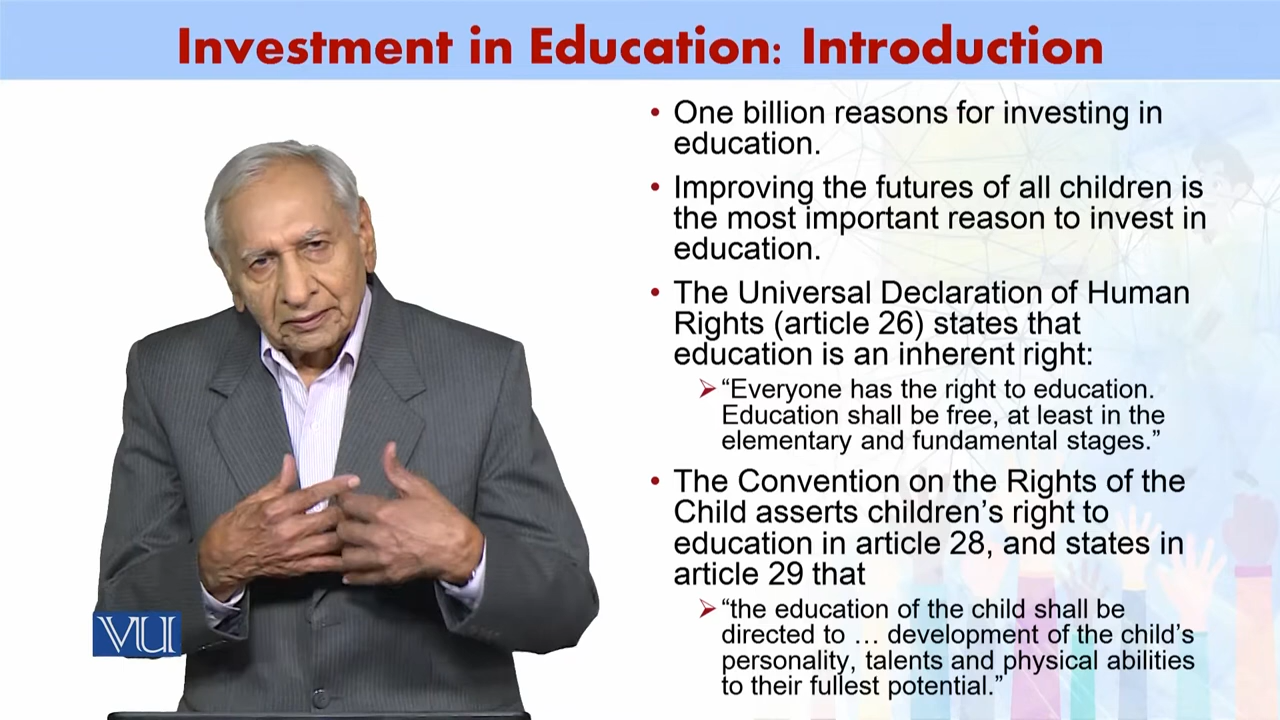 Investment in Education: Introduction
• One billion reasons for investing in
education.
• Improving the futures of all children is
the most important reason to invest in
education.
• The Universal Declaration of Human
Rights (article 26) states that
education is an inherent right:
➢ “Everyone has the right to education.
Education shall be free, at least in the
elementary and fundamental stages.”
• The Convention on the Rights of the
Child asserts children’s right to
education in article 28, and states in
article 29 that
➢ “the education of the child shall be
directed to … development of the child’s
personality, talents and physical abilities
to their fullest potential.”
VU